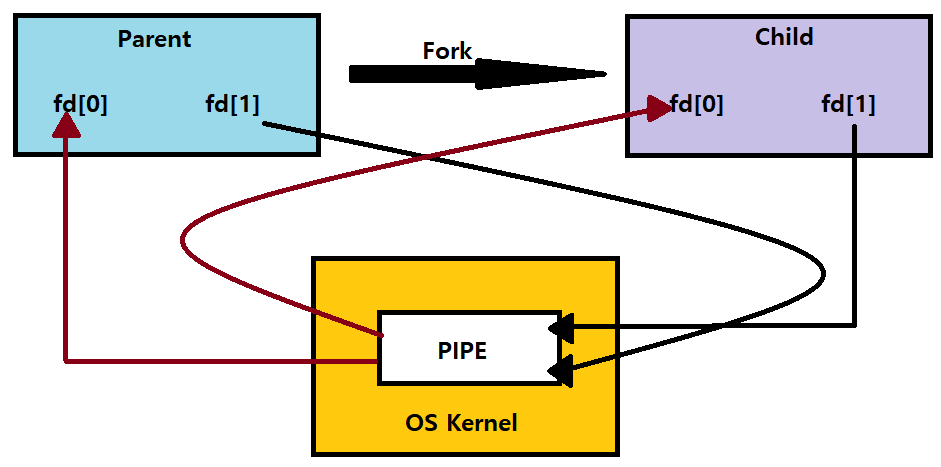 Parent
Fork
Child
fd[0]
fd[1]
fd[0]
fd[1]
PIPE
OS Kernel